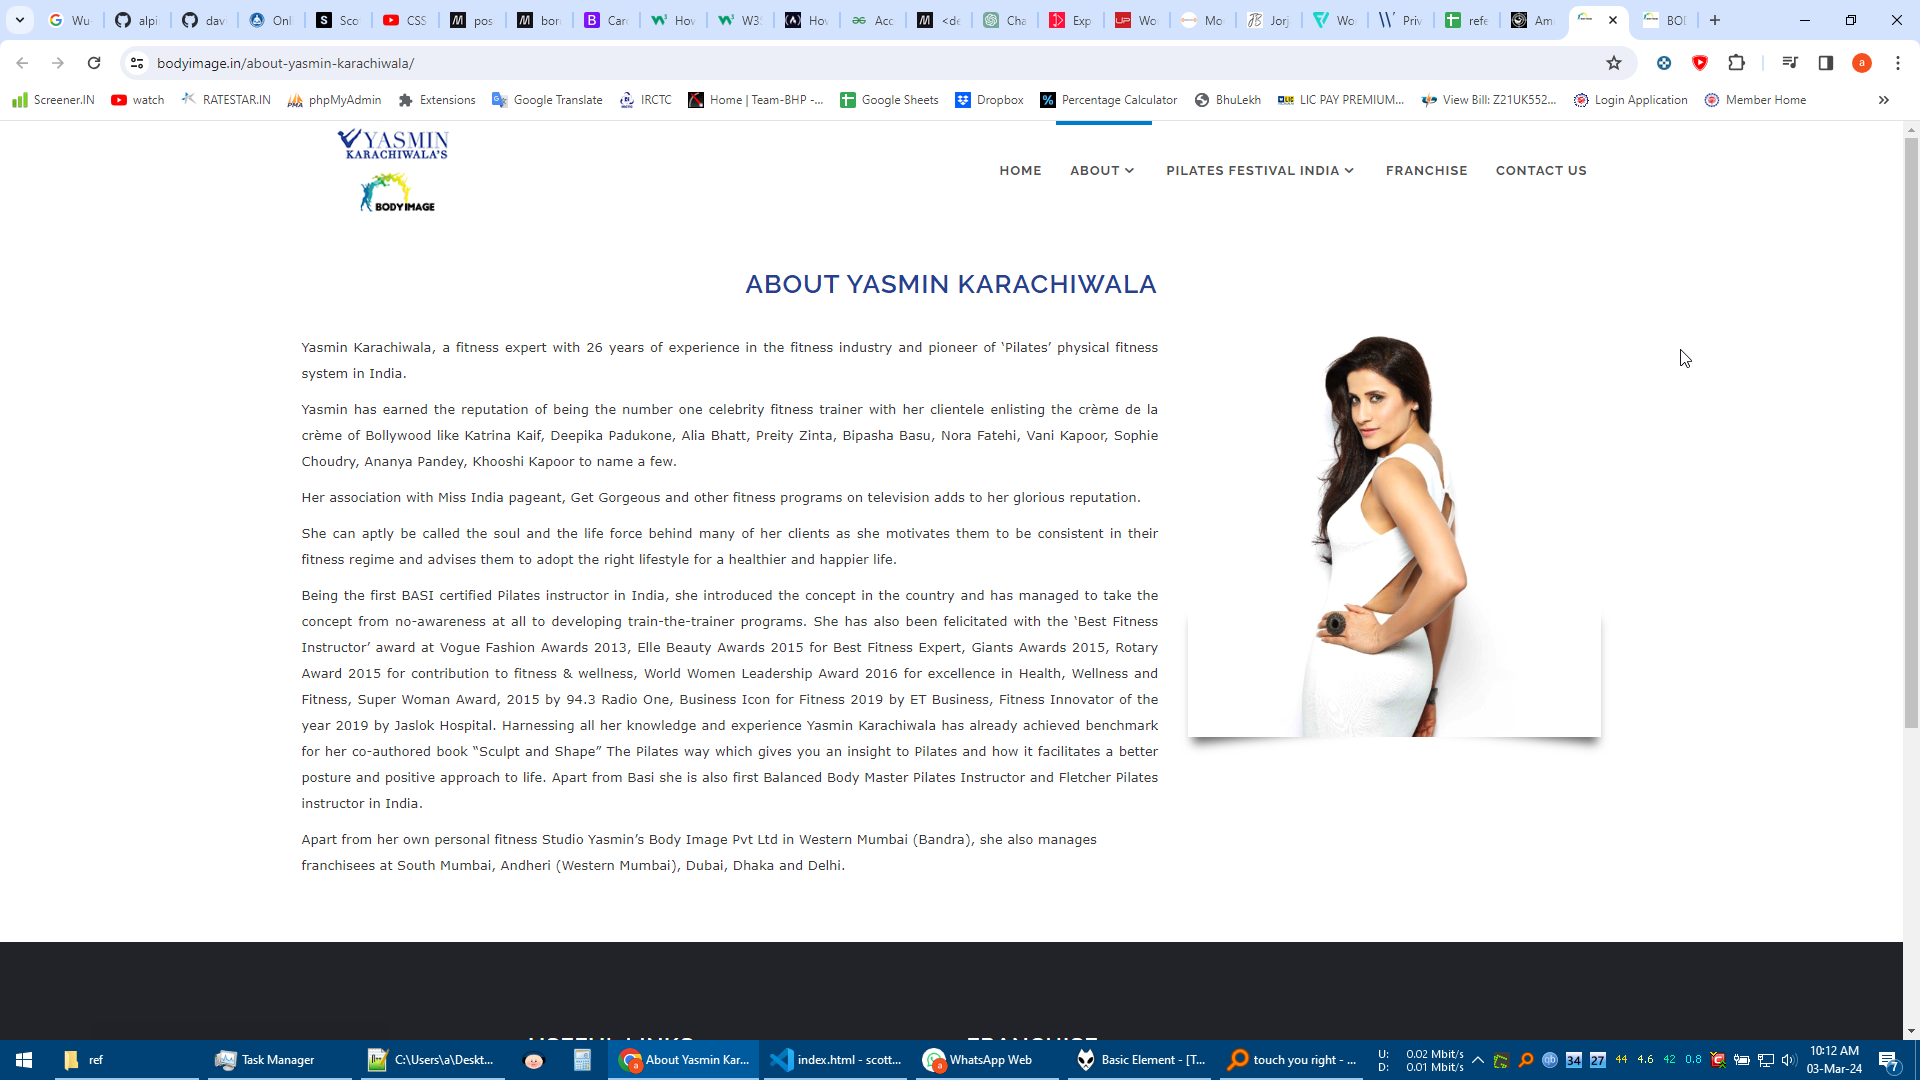 Wu
alpi
dav
Onl
Sco
CSS
pos
bor
Car
How
W3S
Hov
Acc
<de
Cha
Exp
Wo
Mo
Jorj
Wo
Priv
refe
Am
BOI
bodyimage.in/about-yasmin-karachiwala/
a
Screener.IN
watch
RATESTAR.IN
phpMyAdmin
Extensions
Google Translate
IRCTC
Home | Team-BHP -...
Google Sheets
Dropbox
Percentage Calculator
BhuLekh
LIC PAY PREMIUM...
View Bill: Z21UK552...
Login Application
Member Home
YASMIN
KARACHIWALA'S
BODY IMAGE
HOME
ABOUT
PILATES FESTIVAL INDIA
FRANCHISE
CONTACT US
ABOUT YASMIN KARACHIWALA
Yasmin Karachiwala, a fitness expert with 26 years of experience in the fitness industry and pioneer of ‘Pilates’ physical fitness
system in India.
Yasmin has earned the reputation of being the number one celebrity fitness trainer with her clientele enlisting the crème de la
crème of Bollywood like Katrina Kaif, Deepika Padukone, Alia Bhatt, Preity Zinta, Bipasha Basu, Nora Fatehi, Vani Kapoor, Sophie
Choudry, Ananya Pandey, Khooshi Kapoor to name a few.
Her association with Miss India pageant, Get Gorgeous and other fitness programs on television adds to her glorious reputation.
She can aptly be called the soul and the life force behind many of her clients as she motivates them to be consistent in their
fitness regime and advises them to adopt the right lifestyle for a healthier and happier life.
Being the first BASI certified Pilates instructor in India, she introduced the concept in the country and has managed to take the
concept from no-awareness at all to developing train-the-trainer programs. She has also been felicitated with the ‘Best Fitness
Instructor’ award at Vogue Fashion Awards 2013, Elle Beauty Awards 2015 for Best Fitness Expert, Giants Awards 2015, Rotary
Award 2015 for contribution to fitness & wellness, World Women Leadership Award 2016 for excellence in Health, Wellness and
Fitness, Super Woman Award, 2015 by 94.3 Radio One, Business Icon for Fitness 2019 by ET Business, Fitness Innovator of the
year 2019 by Jaslok Hospital. Harnessing all her knowledge and experience Yasmin Karachiwala has already achieved benchmark
for her co-authored book “Sculpt and Shape” The Pilates way which gives you an insight to Pilates and how it facilitates a better
posture and positive approach to life. Apart from Basi she is also first Balanced Body Master Pilates Instructor and Fletcher Pilates
instructor in India.
Apart from her own personal fitness Studio Yasmin’s Body Image Pvt Ltd in Western Mumbai (Bandra), she also manages
franchisees at South Mumbai, Andheri (Western Mumbai), Dubai, Dhaka and Delhi.
USEFUL LINKS
FRANCHISE
ref
Task Manager
C:\Users\a\Deskt...
About Yasmin Kar...
index.html - scott...
WhatsApp Web
Basic Element - [T...
touch you right - ...
U: 0.02 Mbit/s
D: 0.01 Mbit/s
34
27
44
4.6
42
0.8
10:12 AM
03-Mar-24
7